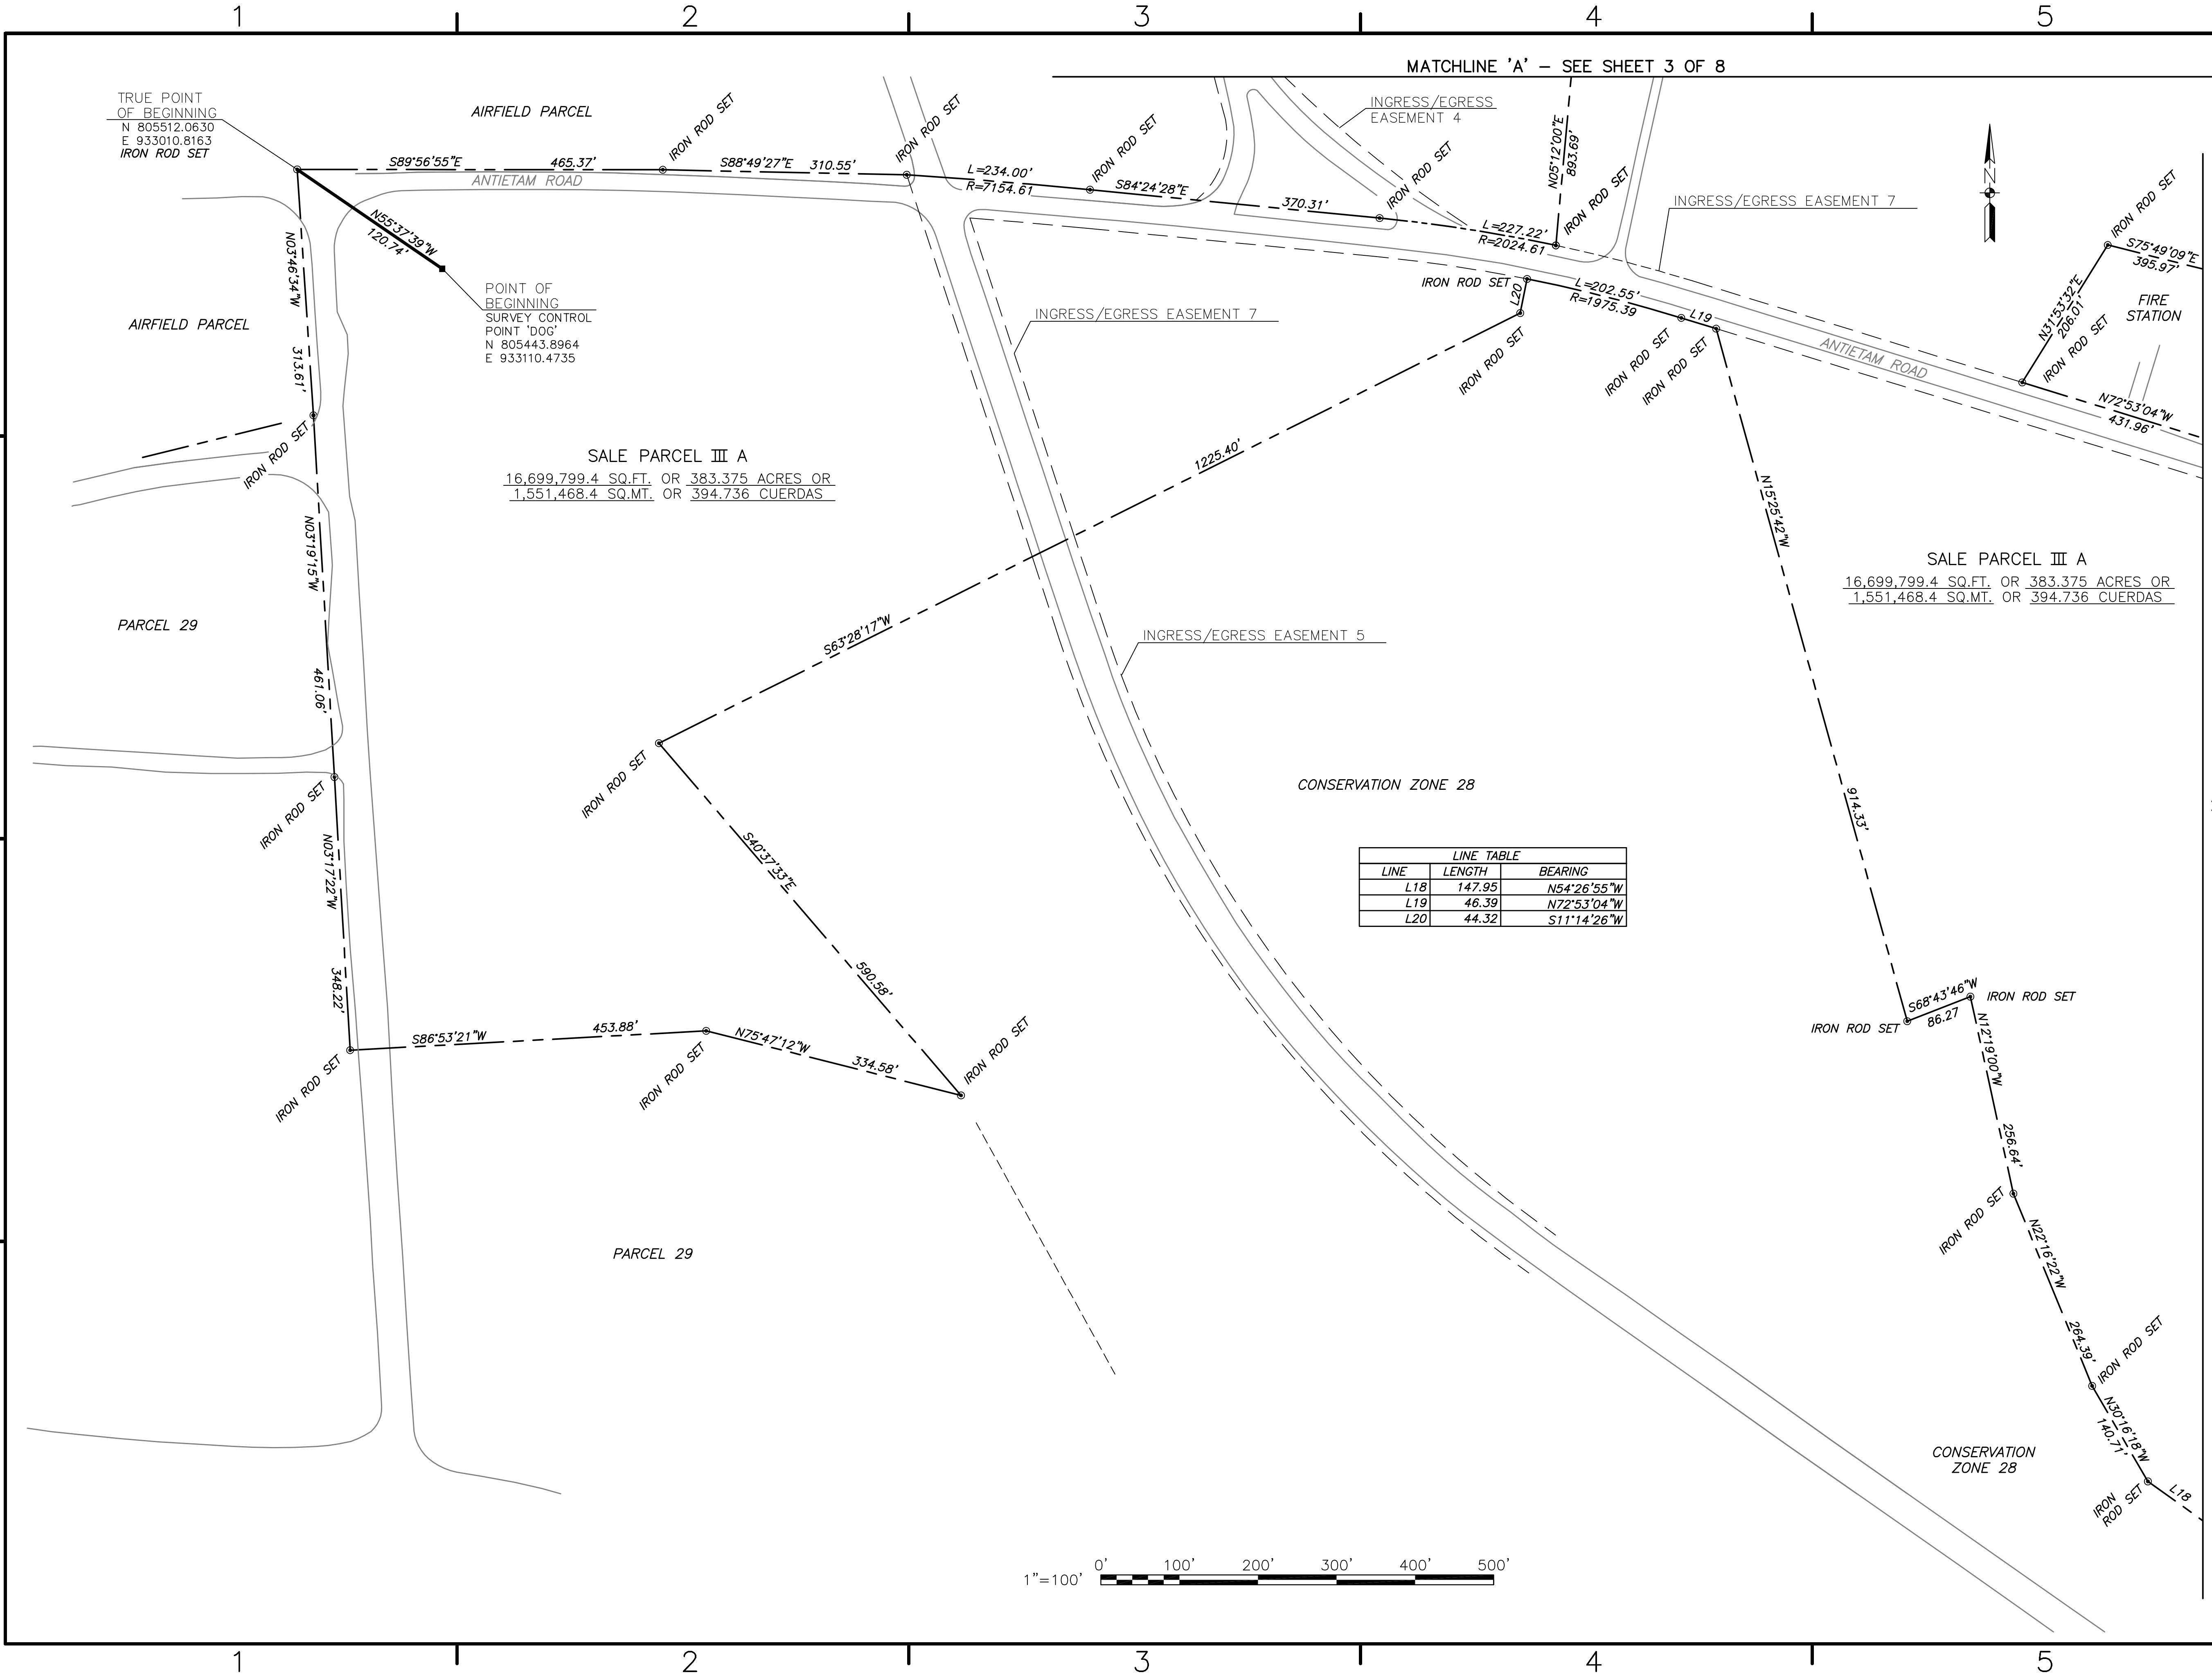 1 2 3 4 5
MATCHLINE 'A' – SEE SHEET 3 OF 8
TRUE POINT
OF BEGINNING
N 805512.0630
E 933010.8163
IRON ROD SET
AIRFIELD PARCEL
IRON ROD SET
IRON ROD SET
IRON ROD SET
IRON ROD SET
IRON ROD SET
INGRESS/EGRESS
EASEMENT 4
N05°12'00"E
893.69'
S89°56'55"E 465.37'
S88°49'27"E 310.55'
L=234.00'
R=7154.61
S84°24'28"E
370.31'
L=227.22'
R=2024.61
ANTIETAM ROAD
N55°37'39"W
120.74'
POINT OF
BEGINNING
SURVEY CONTROL
POINT 'DOG'
N 805443.8964
E 933110.4735
N03°46'34"W
313.61'
AIRFIELD PARCEL
IRON ROD SET
INGRESS/EGRESS EASEMENT 7
INGRESS/EGRESS EASEMENT 7
N
IRON ROD SET
S75°49'09"E
395.97'
FIRE
STATION
N31°53'32"E
206.01'
IRON ROD SET
N72°53'04"W
431.96'
IRON ROD SET
L20
IRON ROD SET
L=202.55'
R=1975.39
L19
IRON ROD SET
IRON ROD SET
ANTIETAM ROAD
SALE PARCEL III A
16,699,799.4 SQ.FT. OR 383.375 ACRES OR
1,551,468.4 SQ.MT. OR 394.736 CUERDAS
1225.40'
S63°28'17"W
N15°25'42"W
914.33'
SALE PARCEL III A
16,699,799.4 SQ.FT. OR 383.375 ACRES OR
1,551,468.4 SQ.MT. OR 394.736 CUERDAS
N03°19'15"W
461.06'
PARCEL 29
INGRESS/EGRESS EASEMENT 5
IRON ROD SET
IRON ROD SET
CONSERVATION ZONE 28
N03°17'22"W
348.22'
S40°37'33"E
590.58'
LINE TABLE
LINE LENGTH BEARING
L18 147.95 N54°26'55"W
L19 46.39 N72°53'04"W
L20 44.32 S11°14'26"W
IRON ROD SET
S86°53'21"W 453.88'
IRON ROD SET
N75°47'12"W
334.58'
IRON ROD SET
S68°43'46"W
86.27
IRON ROD SET
IRON ROD SET
N12°19'00"W
256.64'
IRON ROD SET
N22°16'22"W
264.39'
IRON ROD SET
N30°16'18"W
140.71'
PARCEL 29
CONSERVATION
ZONE 28
IRON
ROD SET
L18
1"=100' 0' 100' 200' 300' 400' 500'
1 2 3 4 5